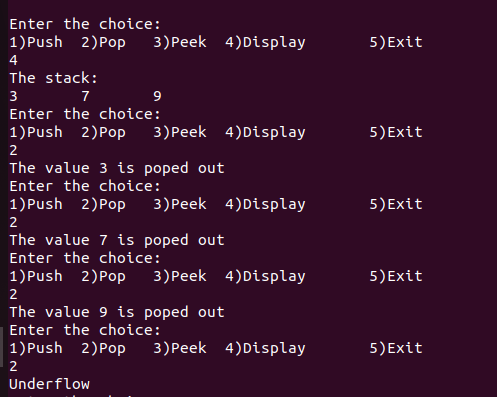 Enter the choice:
1)Push 2)Pop 3)Peek 4)Display 5)Exit
4
The stack:
3 7 9
Enter the choice:
1)Push 2)Pop 3)Peek 4)Display 5)Exit
2
The value 3 is poped out
Enter the choice:
1)Push 2)Pop 3)Peek 4)Display 5)Exit
2
The value 7 is poped out
Enter the choice:
1)Push 2)Pop 3)Peek 4)Display 5)Exit
2
The value 9 is poped out
Enter the choice:
1)Push 2)Pop 3)Peek 4)Display 5)Exit
2
Underflow